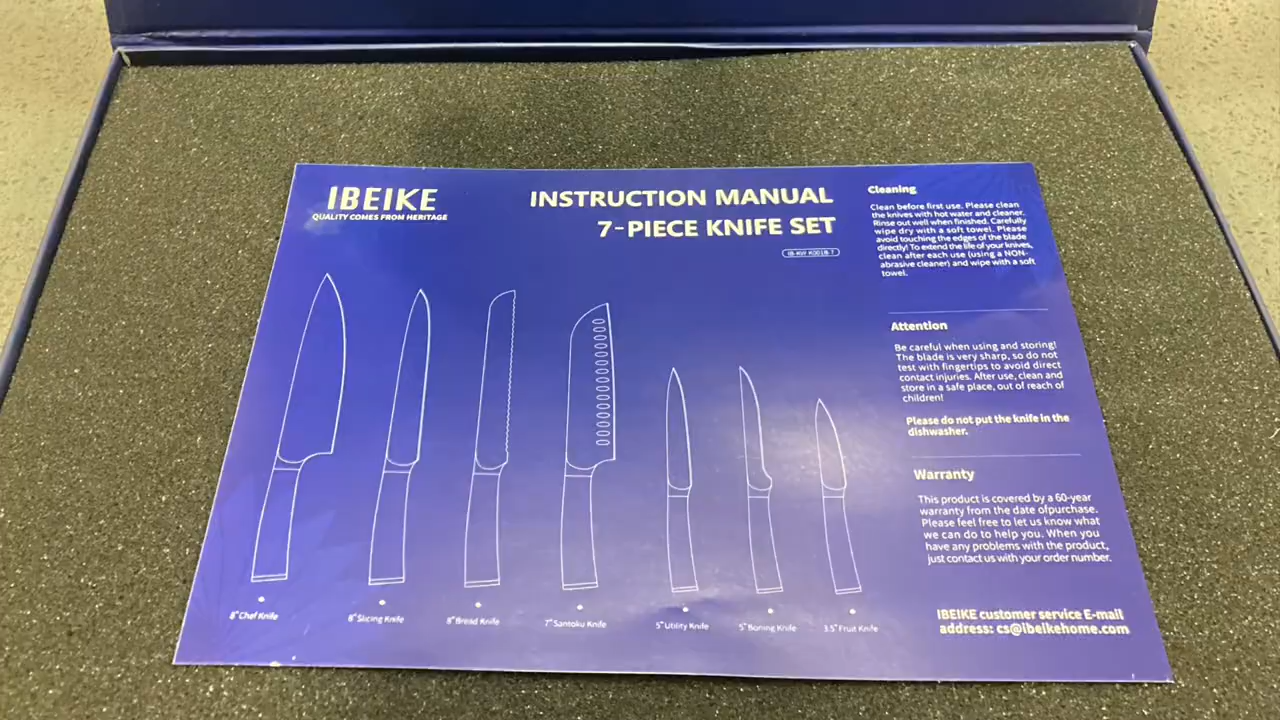 IBEIKE
QUALITY COMES FROM HERITAGE
INSTRUCTION MANUAL
7-PIECE KNIFE SET
IB-KW K001B-7
8" Chef Knife
8" Slicing Knife
8" Bread Knife
7" Santoku Knife
5" Utility Knife
5" Boning Knife
3.5" Fruit Knife
Cleaning
Clean before first use. Please clean
the knives with hot water and cleaner.
Rinse out well when finished. Carefully
wipe dry with a soft towel. Please
avoid touching the edges of the blade
directly! To extend the life of your knives,
clean after each use (using a NON-
abrasive cleaner) and wipe with a soft
towel.
Attention
Be careful when using and storing!
The blade is very sharp, so do not
test with fingertips to avoid direct
contact injuries. After use, clean and
store in a safe place, out of reach of
children!
Please do not put the knife in the
dishwasher.
Warranty
This product is covered by a 60-year
warranty from the date ofpurchase.
Please feel free to let us know what
we can do to help you. When you
have any problems with the product,
just contact us with your order number.
IBEIKE customer service E-mail
address: cs@ibeikehome.com